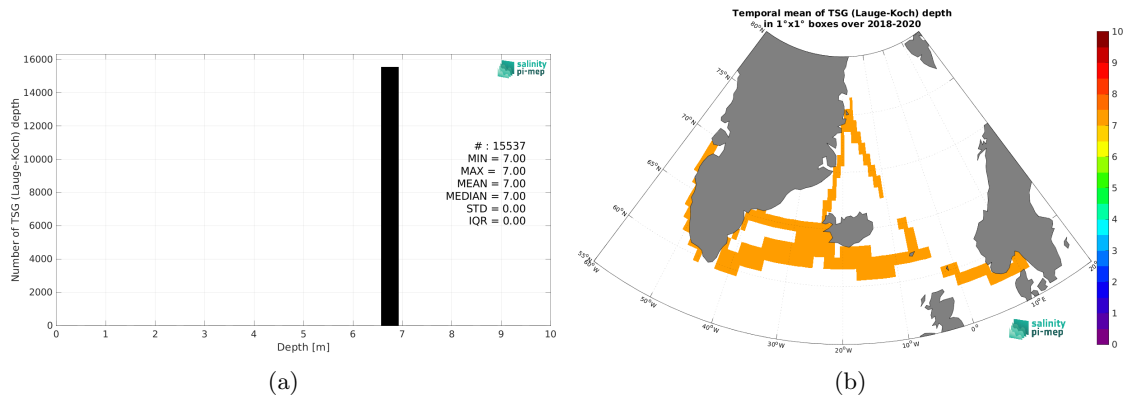 16000
14000
12000
10000
8000
6000
4000
2000
0
Number of TSG (Lauge-Koch) depth
0 1 2 3 4 5 6 7 8 9 10
Depth [m]
salinity
pi-mep
# : 15537
MIN = 7.00
MAX = 7.00
MEAN = 7.00
MEDIAN = 7.00
STD = 0.00
IQR = 0.00
(a)
Temporal mean of TSG (Lauge-Koch) depth
in 1°x1° boxes over 2018-2020
80°N
75°N
70°N
65°N
60°N
55°N
60°W
50°W
40°W
30°W
20°W
10°W
0°
10°E
salinity
pi-mep
10
9
8
7
6
5
4
3
2
1
0
(b)